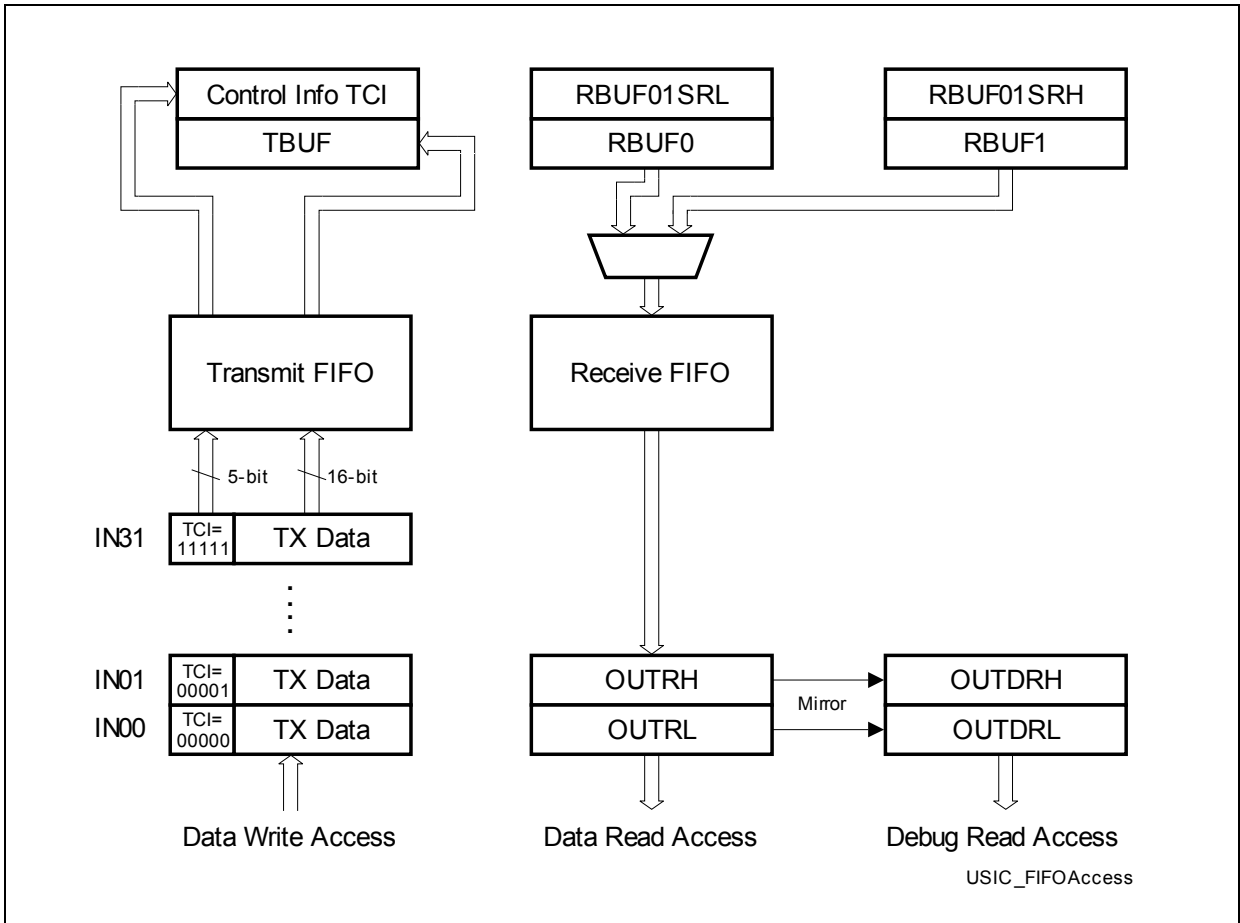 Control Info TCI
TBUF
RBUF01SRL
RBUF0
RBUF01SRH
RBUF1
Transmit FIFO
Receive FIFO
5-bit
16-bit
IN31
TCI=
11111
TX Data
IN01
TCI=
00001
TX Data
IN00
TCI=
00000
TX Data
OUTRH
OUTRL
Mirror
OUTDRH
OUTDRL
Data Write Access
Data Read Access
Debug Read Access
USIC_FIFOAccess